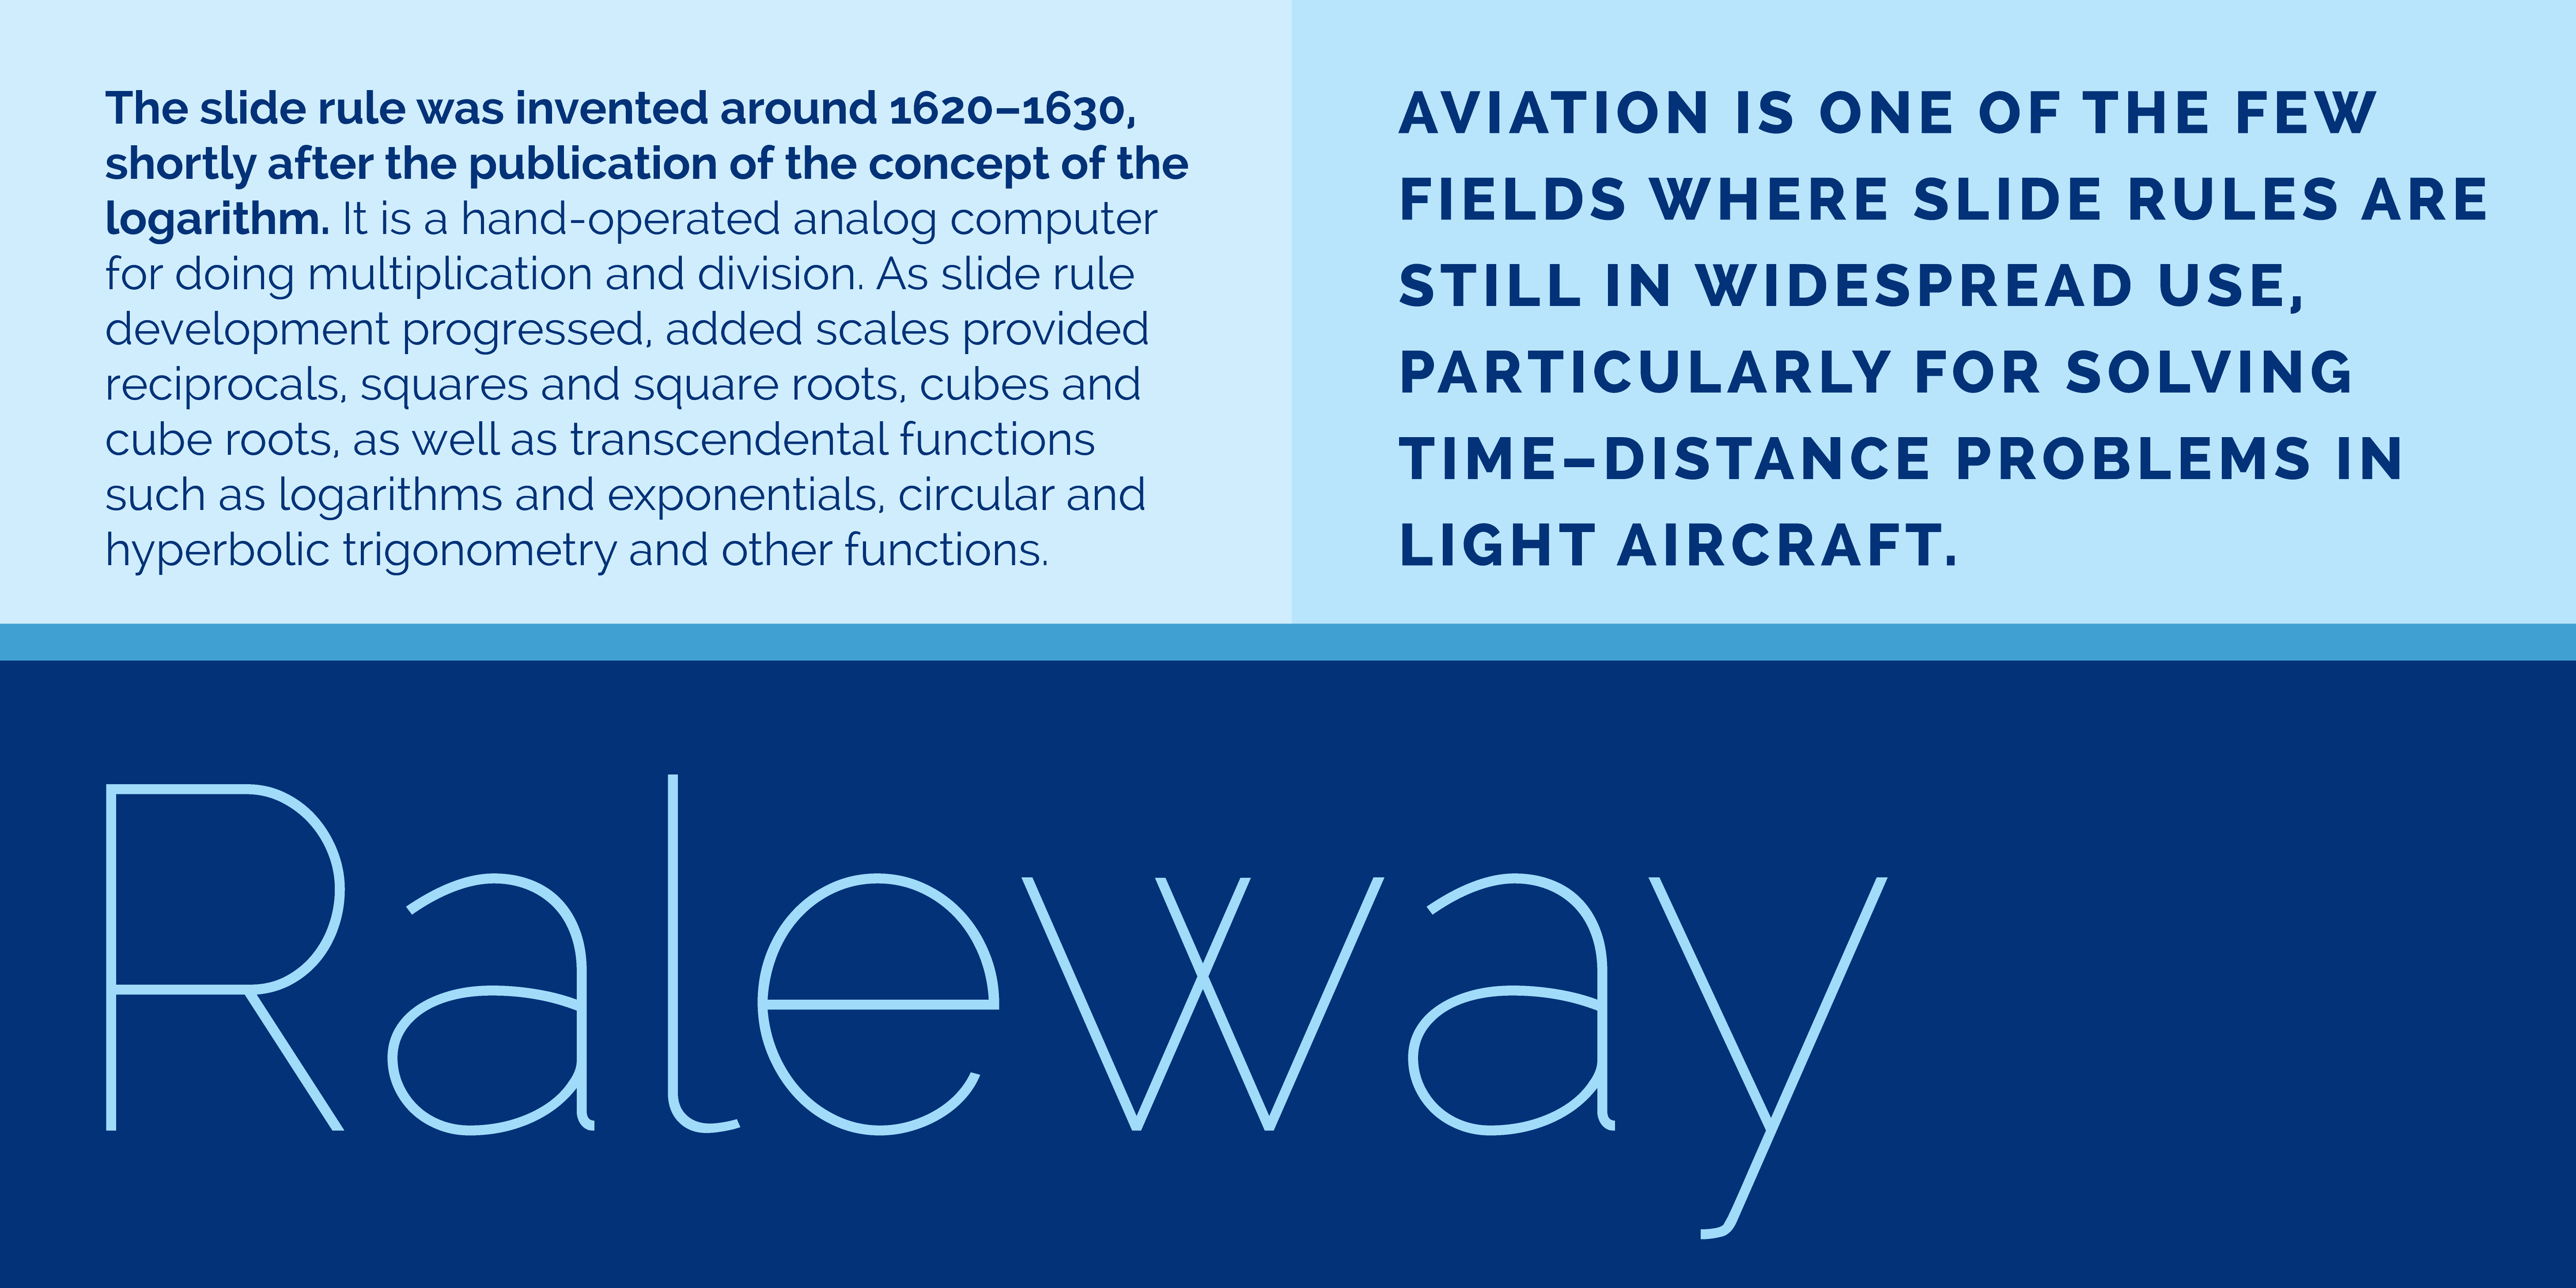 The slide rule was invented around 1620–1630,
shortly after the publication of the concept of the
logarithm. It is a hand-operated analog computer
for doing multiplication and division. As slide rule
development progressed, added scales provided
reciprocals, squares and square roots, cubes and
cube roots, as well as transcendental functions
such as logarithms and exponentials, circular and
hyperbolic trigonometry and other functions.
AVIATION IS ONE OF THE FEW
FIELDS WHERE SLIDE RULES ARE
STILL IN WIDESPREAD USE,
PARTICULARLY FOR SOLVING
TIME–DISTANCE PROBLEMS IN
LIGHT AIRCRAFT.
Raleway